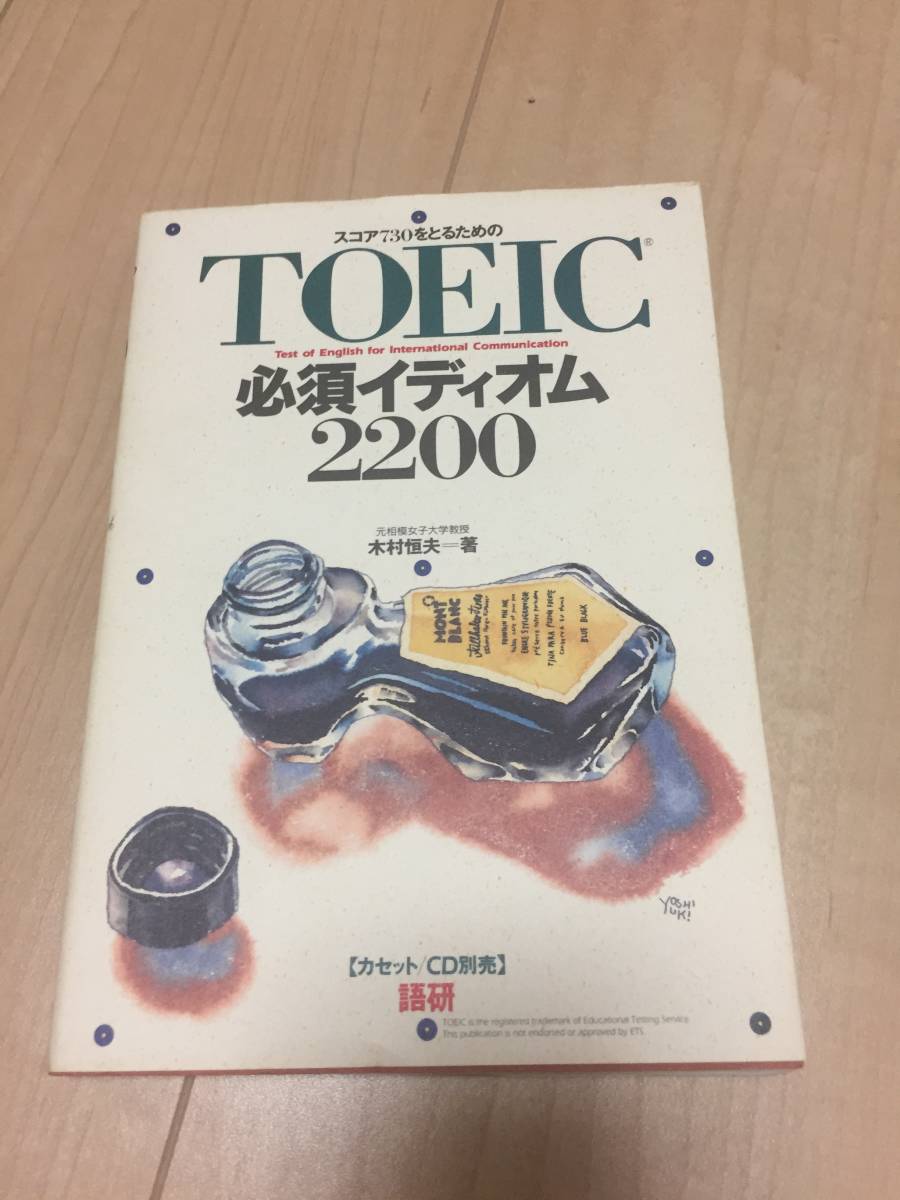 スコア730をとるための
TOEIC®
Test of English for International Communication
必須イディオム
2200
元相模女子大学教授
木村恒夫=著
MONT
BLANC
BLUE BLACK
YOSHI
UKI
【カセット/CD別売】
語研
TOEIC is the registered trademark of Educational Testing Service.
This publication is not endorsed or approved by ETS.